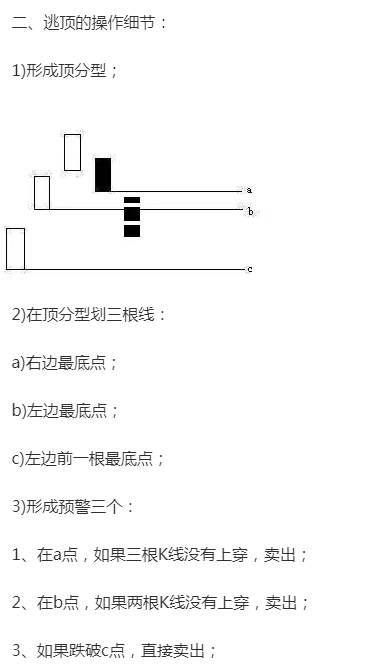 二、逃顶的操作细节：
1)形成顶分型；
a
b
c
2)在顶分型划三根线：
a)右边最底点；
b)左边最底点；
c)左边前一根最底点；
3)形成预警三个：
1、在a点，如果三根K线没有上穿，卖出；
2、在b点，如果两根K线没有上穿，卖出；
3、如果跌破c点，直接卖出；